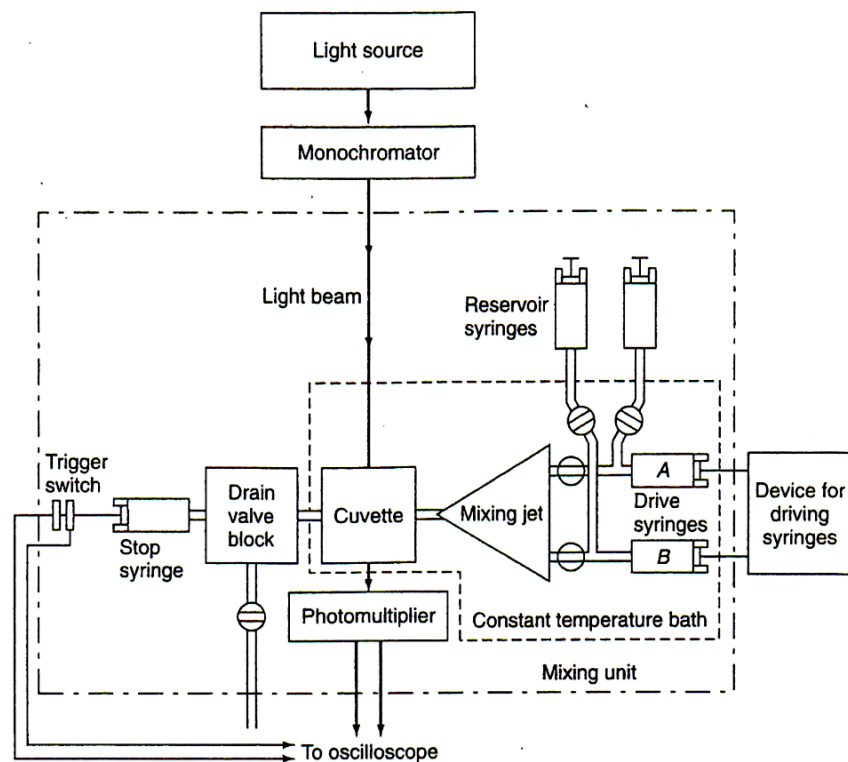 Light source
Monochromator
Light beam
Reservoir
syringes
Trigger
switch
Stop
syringe
Drain
valve
block
Cuvette
Mixing jet
A
Drive
syringes
B
Device for
driving
syringes
Photomultiplier
Constant temperature bath
Mixing unit
To oscilloscope